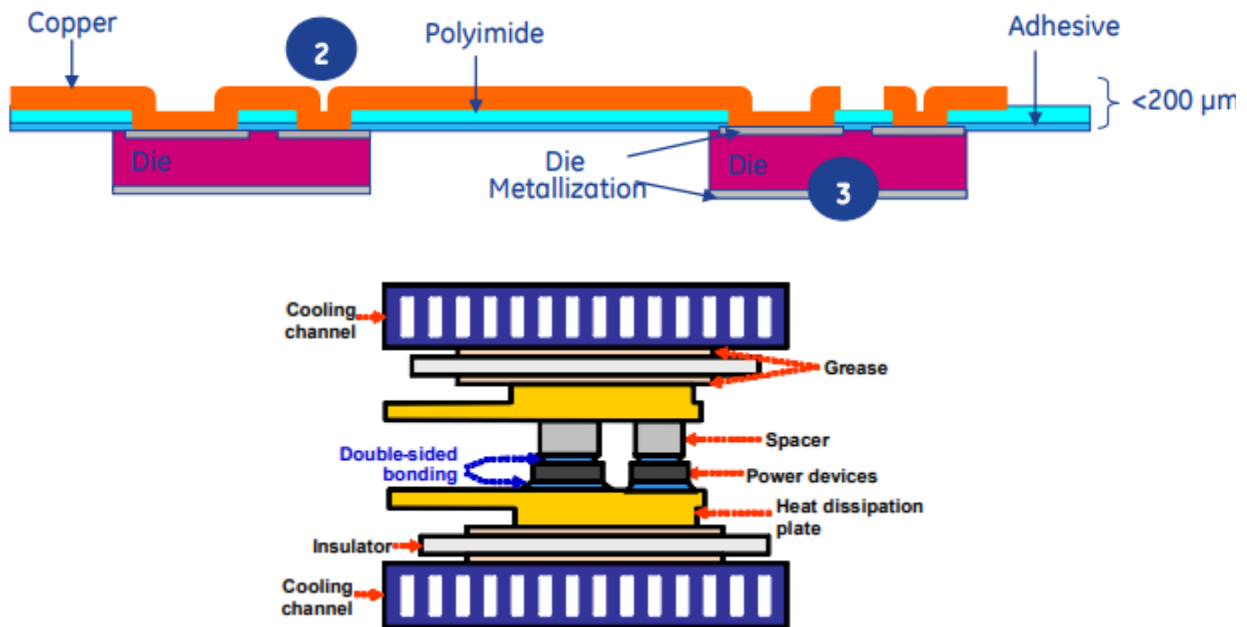 Copper
2
Polyimide
Adhesive
<200 μm
Die
Die
Metallization
Die
3
Cooling
channel
Grease
Spacer
Double-sided
bonding
Power devices
Heat dissipation
plate
Insulator
Cooling
channel